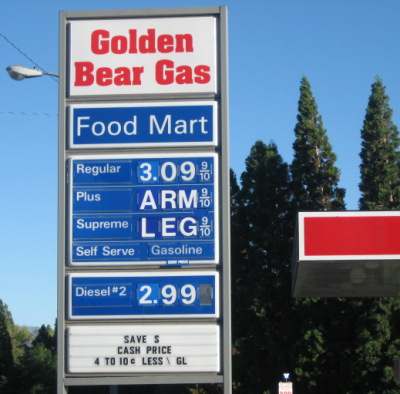 Golden
Bear Gas
Food Mart
Regular 3.09 9/10
Plus ARM 9/10
Supreme LEG 9/10
Self Serve Gasoline
Diesel #2 2.99
SAVE $
CASH PRICE
4 TO 10¢ LESS \ GL